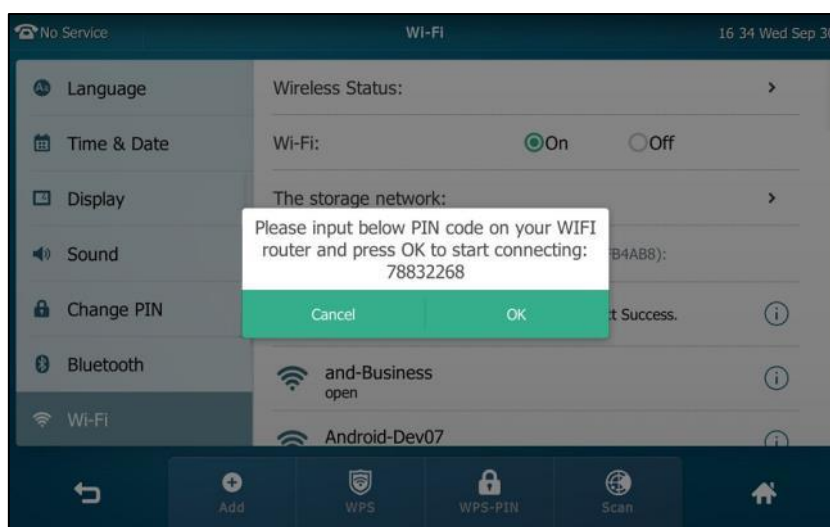 No Service
Wi-Fi
16 34 Wed Sep 30
Language
Time & Date
Display
Sound
Change PIN
Bluetooth
Wi-Fi
Wireless Status:
Wi-Fi: On Off
The storage network:
Please input below PIN code on your WIFI
router and press OK to start connecting:
78832268
Cancel OK
B4AB8):
t Success.
and-Business
open
Android-Dev07
Add
WPS
WPS-PIN
Scan